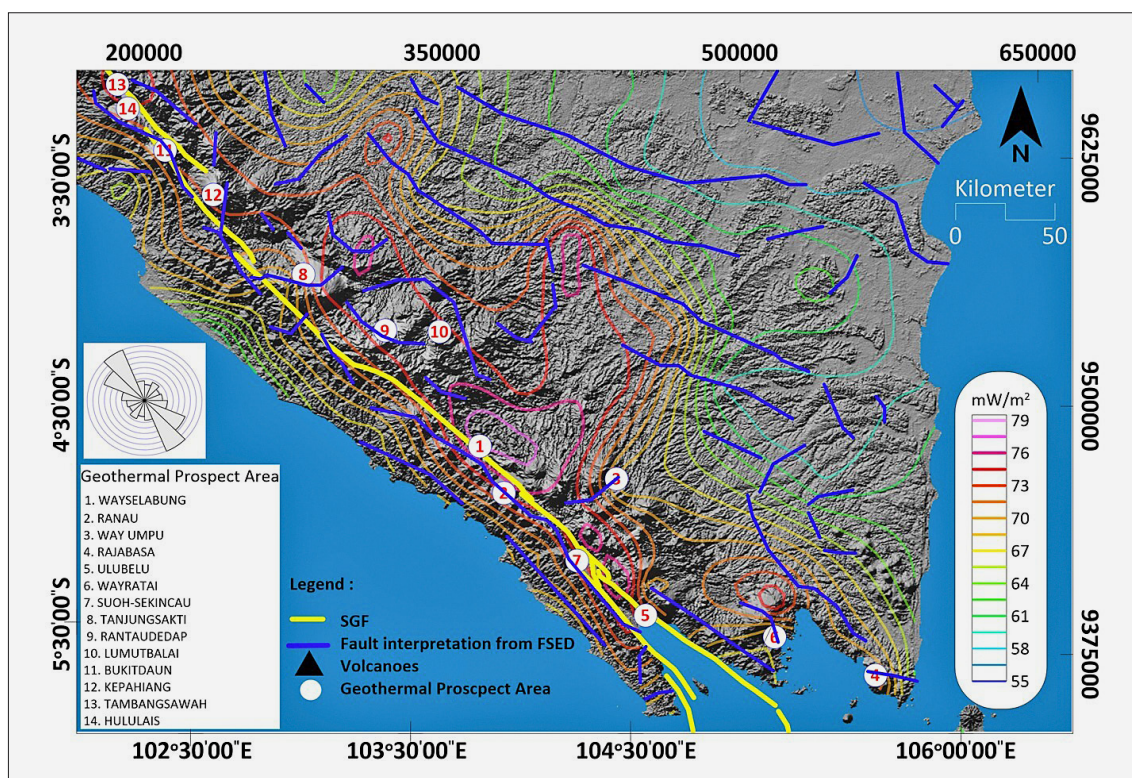 200000 350000 500000 650000
13
14
11
12
8
9
10
1
2
3
7
5
6
4
N
Kilometer
0 50
3°30'00"S
4°30'00"S
5°30'00"S
9625000
9500000
9375000
mW/m²
79
76
73
70
67
64
61
58
55
Geothermal Prospect Area
1. WAYSELABUNG
2. RANAU
3. WAY UMPU
4. RAJABASA
5. ULUBELU
6. WAYRATAI
7. SUOH-SEKINCAU
8. TANJUNGSAKTI
9. RANTAUDEDAP
10. LUMUTBALAI
11. BUKITDAUN
12. KEPAHIANG
13. TAMBANGSAWAH
14. HULULAIS
Legend :
SGF
Fault interpretation from FSED
Volcanoes
Geothermal Proscpect Area
102°30'00"E 103°30'00"E 104°30'00"E 106°00'00"E